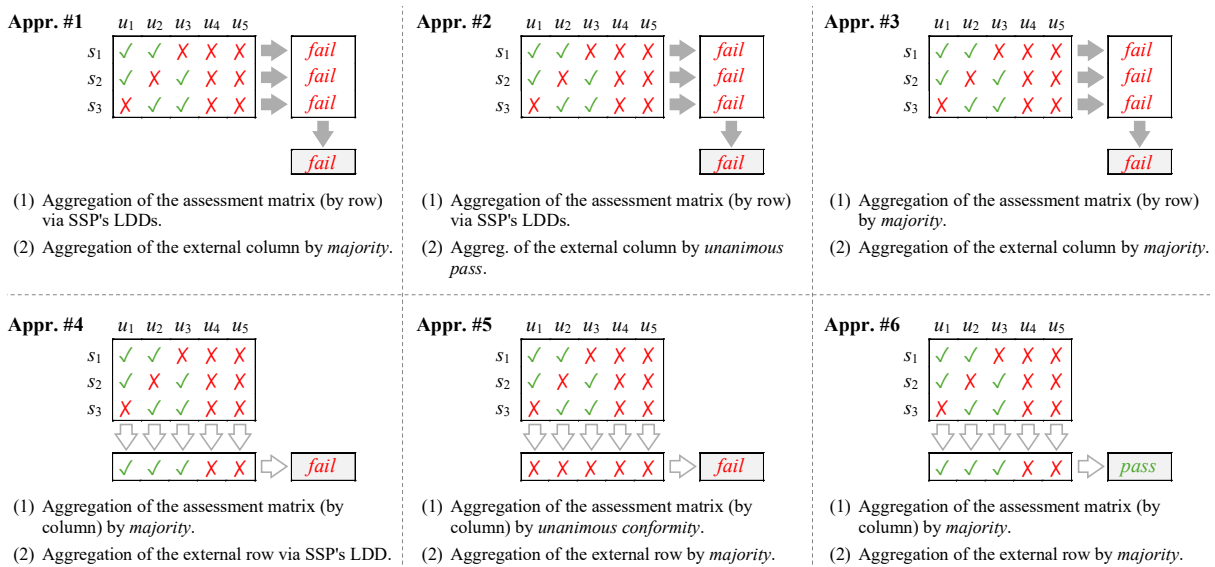 Appr. #1 u1 u2 u3 u4 u5
s1 ✓ ✓ ✗ ✗ ✗ fail
s2 ✓ ✗ ✓ ✗ ✗ fail
s3 ✗ ✓ ✓ ✗ ✗ fail
fail
(1) Aggregation of the assessment matrix (by row)
via SSP's LDDs.
(2) Aggregation of the external column by majority.
Appr. #2 u1 u2 u3 u4 u5
s1 ✓ ✓ ✗ ✗ ✗ fail
s2 ✓ ✗ ✓ ✗ ✗ fail
s3 ✗ ✓ ✓ ✗ ✗ fail
fail
(1) Aggregation of the assessment matrix (by row)
via SSP's LDDs.
(2) Aggreg. of the external column by unanimous
pass.
Appr. #3 u1 u2 u3 u4 u5
s1 ✓ ✓ ✗ ✗ ✗ fail
s2 ✓ ✗ ✓ ✗ ✗ fail
s3 ✗ ✓ ✓ ✗ ✗ fail
fail
(1) Aggregation of the assessment matrix (by row)
by majority.
(2) Aggregation of the external column by majority.
Appr. #4 u1 u2 u3 u4 u5
s1 ✓ ✓ ✗ ✗ ✗
s2 ✓ ✗ ✓ ✗ ✗
s3 ✗ ✓ ✓ ✗ ✗
✓ ✓ ✓ ✗ ✗ fail
(1) Aggregation of the assessment matrix (by
column) by majority.
(2) Aggregation of the external row via SSP's LDD.
Appr. #5 u1 u2 u3 u4 u5
s1 ✓ ✓ ✗ ✗ ✗
s2 ✓ ✗ ✓ ✗ ✗
s3 ✗ ✓ ✓ ✗ ✗
✗ ✗ ✗ ✗ ✗ fail
(1) Aggregation of the assessment matrix (by
column) by unanimous conformity.
(2) Aggregation of the external row by majority.
Appr. #6 u1 u2 u3 u4 u5
s1 ✓ ✓ ✗ ✗ ✗
s2 ✓ ✗ ✓ ✗ ✗
s3 ✗ ✓ ✓ ✗ ✗
✓ ✓ ✓ ✗ ✗ pass
(1) Aggregation of the assessment matrix (by
column) by majority.
(2) Aggregation of the external row by majority.